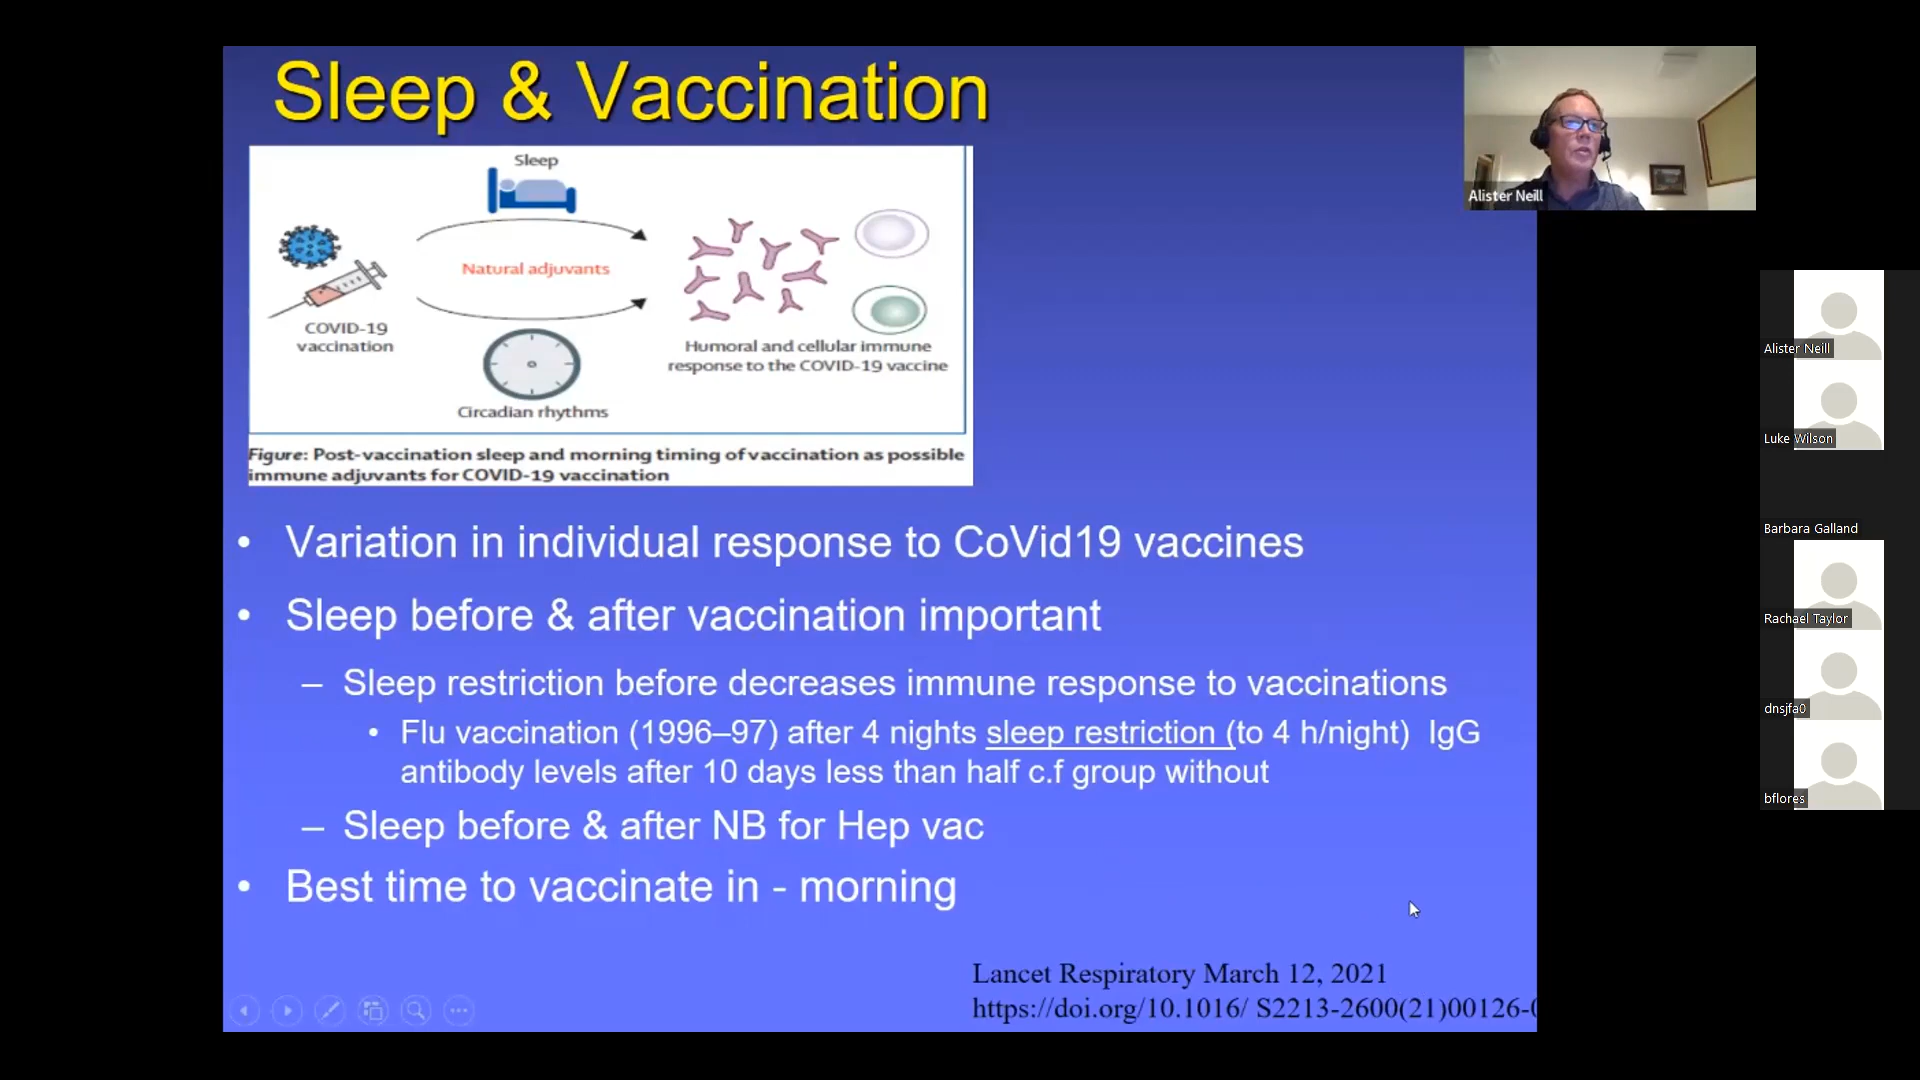 Sleep & Vaccination
Sleep
Natural adjuvants
COVID-19
vaccination
Humoral and cellular immune
response to the COVID-19 vaccine
Circadian rhythms
Figure: Post-vaccination sleep and morning timing of vaccination as possible
immune adjuvants for COVID-19 vaccination
• Variation in individual response to CoVid19 vaccines
• Sleep before & after vaccination important
– Sleep restriction before decreases immune response to vaccinations
• Flu vaccination (1996–97) after 4 nights sleep restriction (to 4 h/night) IgG
antibody levels after 10 days less than half c.f group without
– Sleep before & after NB for Hep vac
• Best time to vaccinate in - morning
Lancet Respiratory March 12, 2021
https://doi.org/10.1016/ S2213-2600(21)00126-0
Alister Neill
Alister Neill
Luke Wilson
Barbara Galland
Rachael Taylor
dnsjfa0
bflores